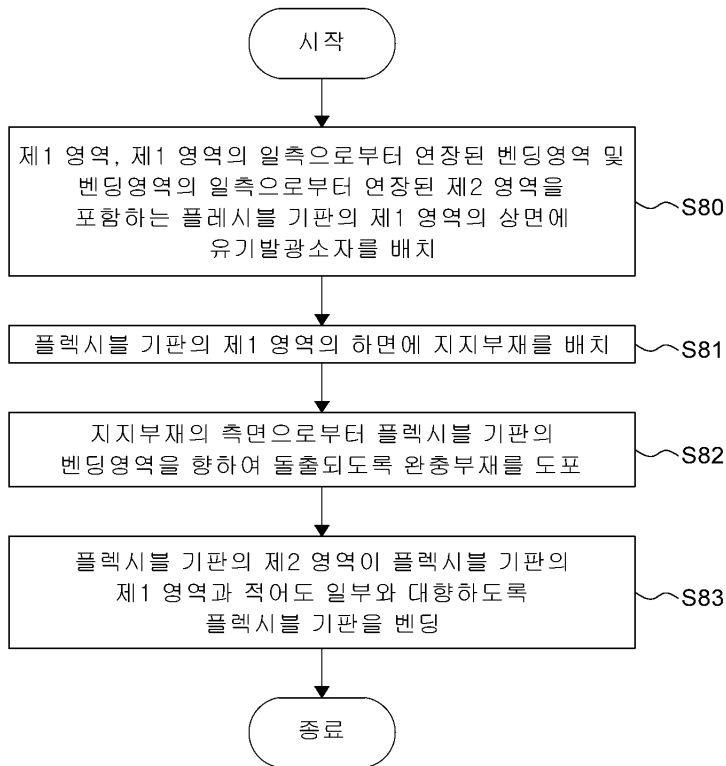 시작
제1 영역, 제1 영역의 일측으로부터 연장된 벤딩영역 및
벤딩영역의 일측으로부터 연장된 제2 영역을
포함하는 플레시블 기판의 제1 영역의 상면에
유기발광소자를 배치
S80
플렉시블 기판의 제1 영역의 하면에 지지부재를 배치
S81
지지부재의 측면으로부터 플렉시블 기판의
벤딩영역을 향하여 돌출되도록 완충부재를 도포
S82
플렉시블 기판의 제2 영역이 플렉시블 기판의
제1 영역과 적어도 일부와 대향하도록
플렉시블 기판을 벤딩
S83
종료